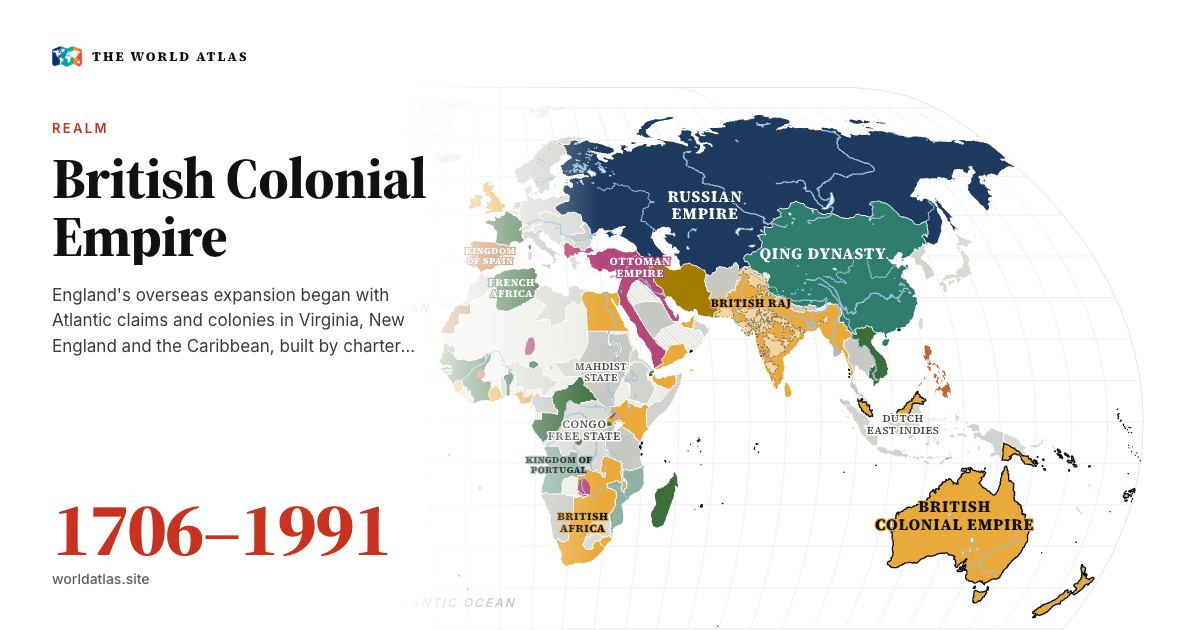 THE WORLD ATLAS
REALM
British Colonial
Empire
England's overseas expansion began with
Atlantic claims and colonies in Virginia, New
England and the Caribbean, built by charter...
1706–1991
worldatlas.site
RUSSIAN
EMPIRE
QING DYNASTY
KINGDOM
OF SPAIN
OTTOMAN
EMPIRE
FRENCH
AFRICA
BRITISH RAJ
MAHDIST
STATE
CONGO
FREE STATE
DUTCH
EAST INDIES
KINGDOM OF
PORTUGAL
BRITISH
AFRICA
BRITISH
COLONIAL EMPIRE
ANTIC OCEAN